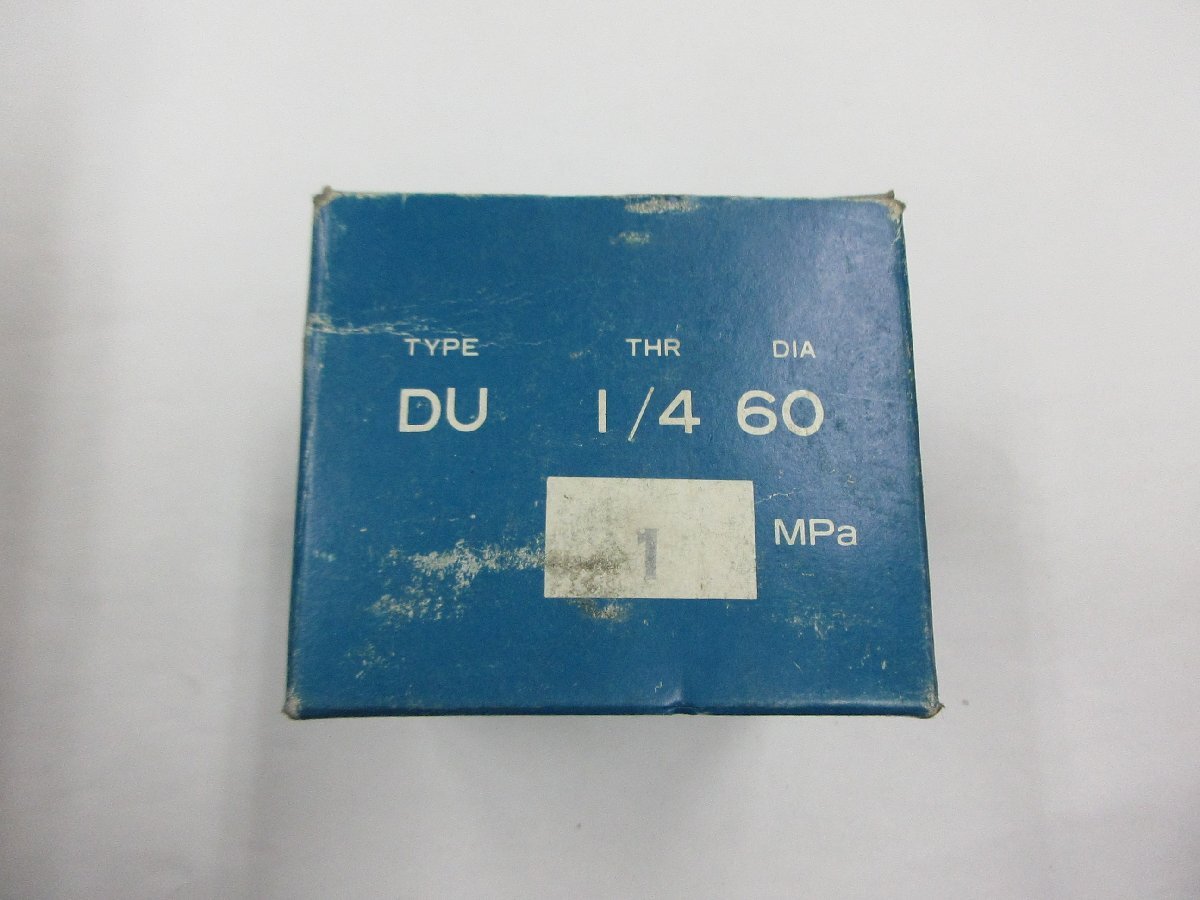 TYPE THR DIA
DU 1/4 60
1 MPa